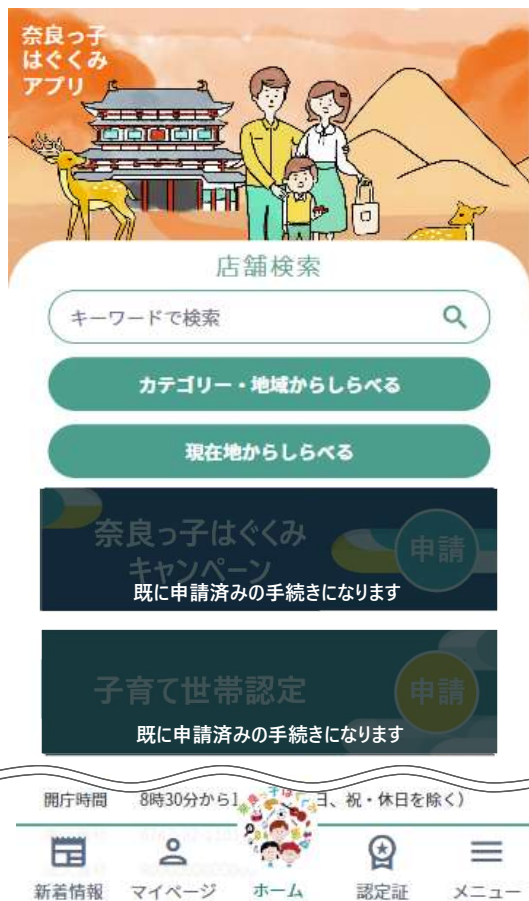 奈良っ子
はぐくみ
アプリ
店舗検索
キーワードで検索
カテゴリー・地域からしらべる
現在地からしらべる
奈良っ子はぐくみ
キャンペーン
申請
既に申請済みの手続きになります
子育て世帯認定
申請
既に申請済みの手続きになります
開庁時間 8時30分から1 日、祝・休日を除く）
新着情報 マイページ ホーム 認定証 メニュー